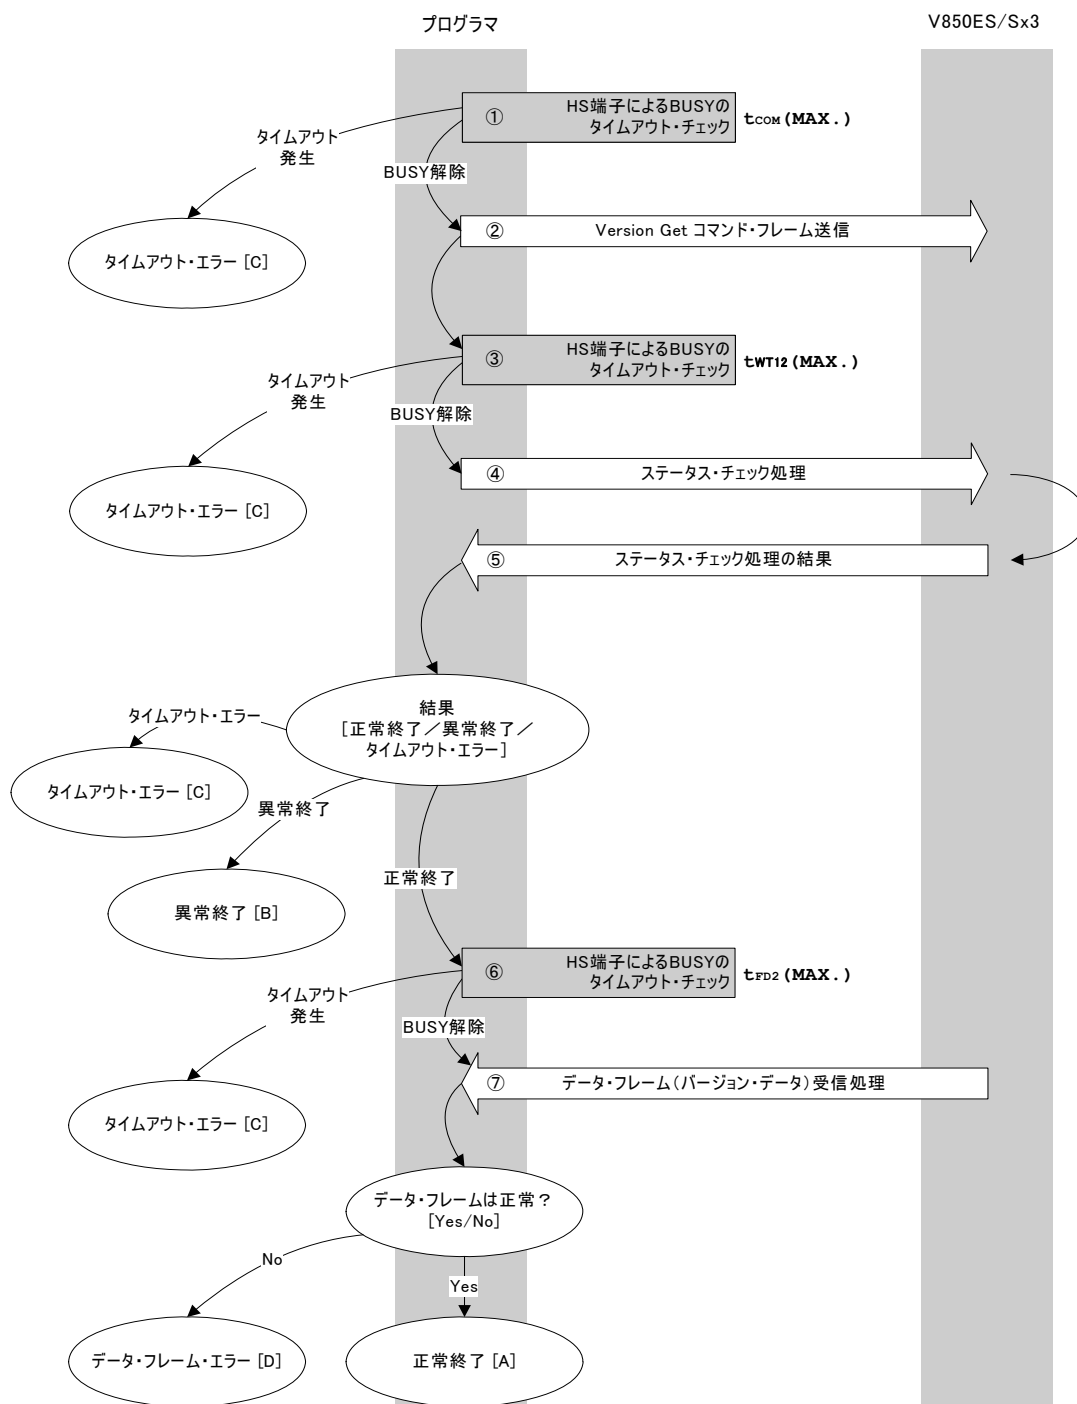 プログラマ
V850ES/Sx3
①
HS端子によるBUSYの
タイムアウト・チェック
tCOM(MAX.)
タイムアウト
発生
BUSY解除
②
Version Get コマンド・フレーム送信
タイムアウト・エラー [C]
③
HS端子によるBUSYの
タイムアウト・チェック
tWT12(MAX.)
タイムアウト
発生
BUSY解除
④
ステータス・チェック処理
タイムアウト・エラー [C]
⑤
ステータス・チェック処理の結果
結果
[正常終了／異常終了／
タイムアウト・エラー]
タイムアウト・エラー
タイムアウト・エラー [C]
異常終了
正常終了
異常終了 [B]
⑥
HS端子によるBUSYの
タイムアウト・チェック
tFD2(MAX.)
タイムアウト
発生
BUSY解除
⑦
データ・フレーム（バージョン・データ）受信処理
タイムアウト・エラー [C]
データ・フレームは正常？
[Yes/No]
No
Yes
データ・フレーム・エラー [D]
正常終了 [A]